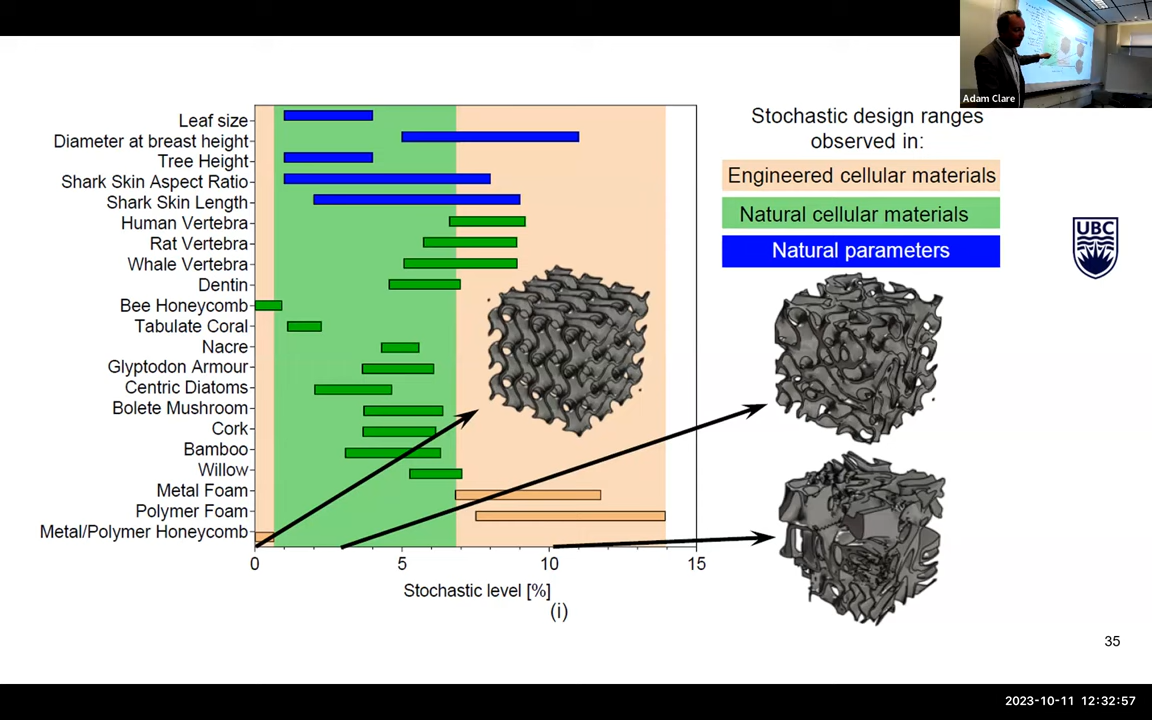 Adam Clare
Stochastic design ranges
observed in:
Engineered cellular materials
Natural cellular materials
Natural parameters
UBC
Leaf size
Diameter at breast height
Tree Height
Shark Skin Aspect Ratio
Shark Skin Length
Human Vertebra
Rat Vertebra
Whale Vertebra
Dentin
Bee Honeycomb
Tabulate Coral
Nacre
Glyptodon Armour
Centric Diatoms
Bolete Mushroom
Cork
Bamboo
Willow
Metal Foam
Polymer Foam
Metal/Polymer Honeycomb
0 5 10 15
Stochastic level [%]
(i)
35
2023-10-11 12:32:57